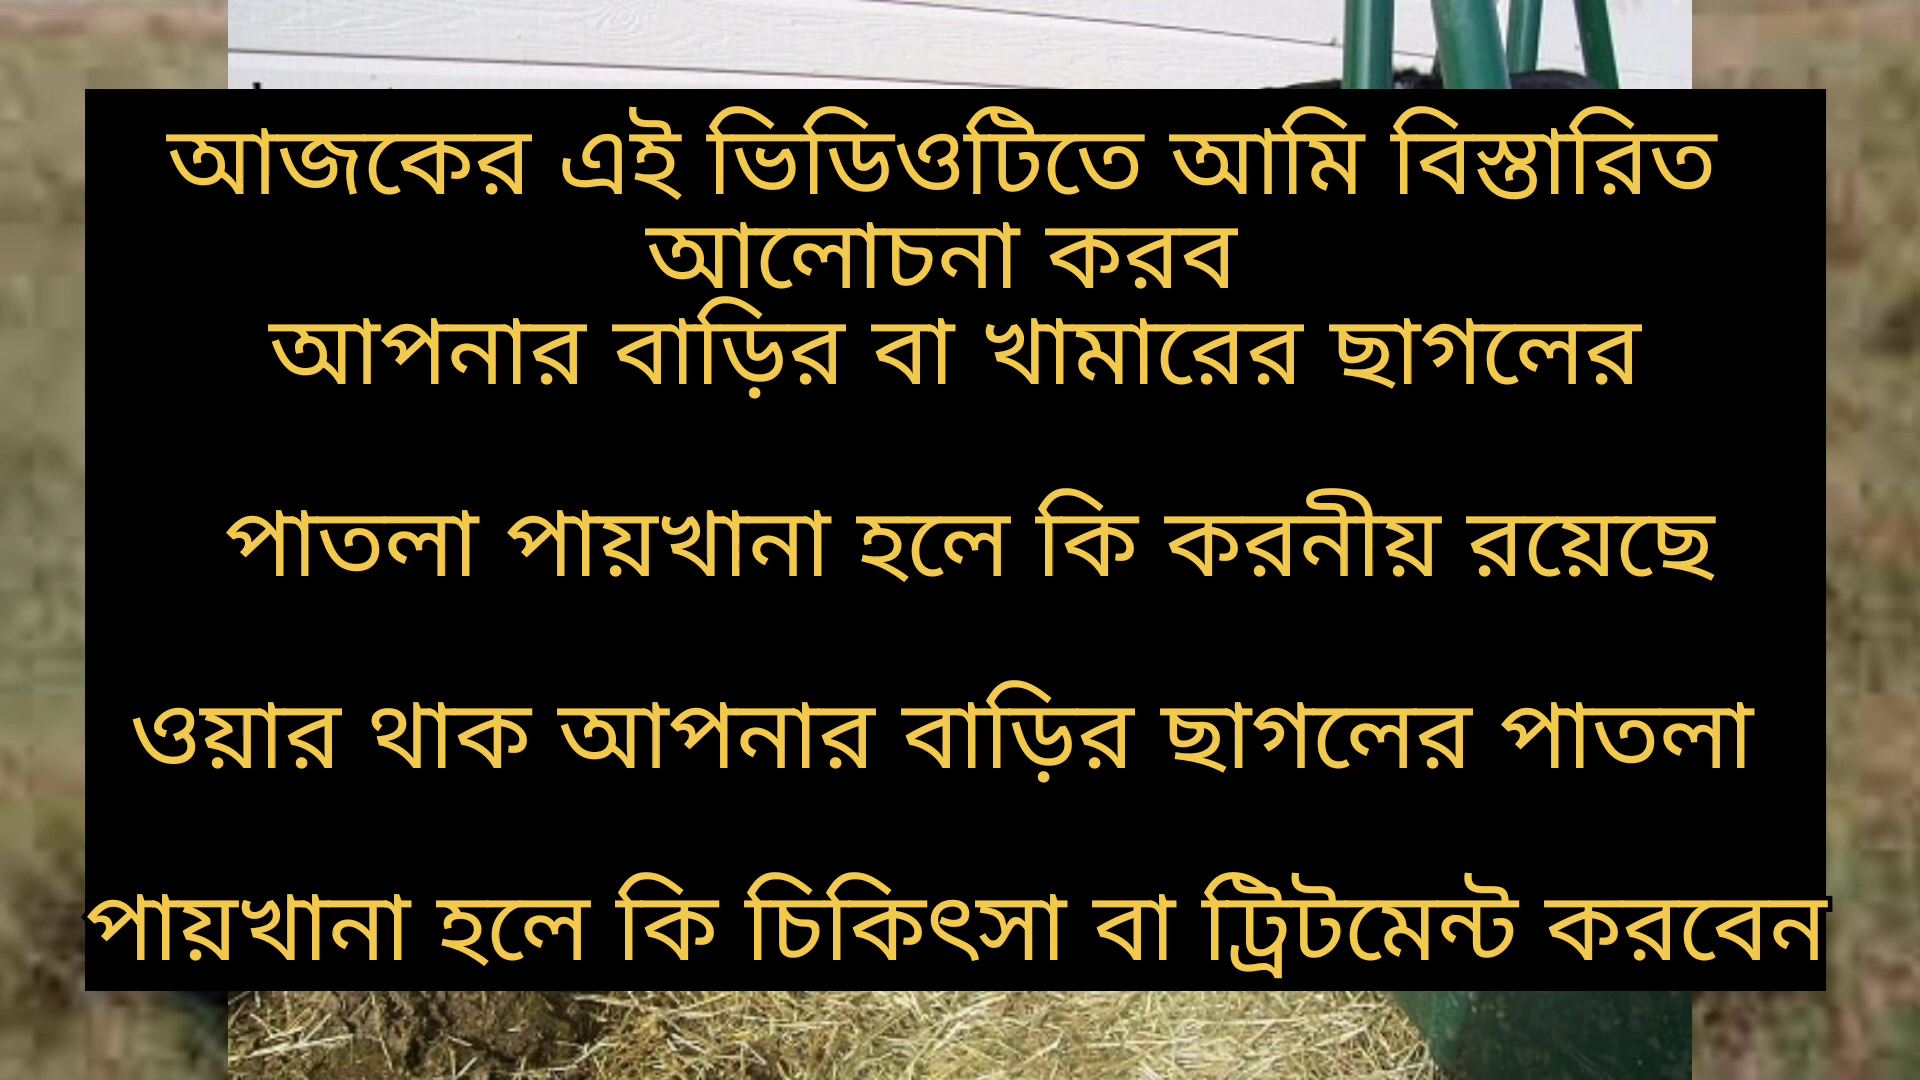 আজকের এই ভিডিওটিতে আমি বিস্তারিত
আলোচনা করব
আপনার বাড়ির বা খামারের ছাগলের
পাতলা পায়খানা হলে কি করনীয় রয়েছে
ওয়ার থাক আপনার বাড়ির ছাগলের পাতলা
পায়খানা হলে কি চিকিৎসা বা ট্রিটমেন্ট করবেন